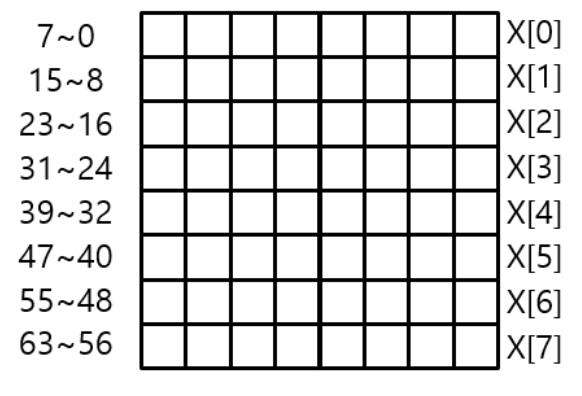 7~0 X[0]
15~8 X[1]
23~16 X[2]
31~24 X[3]
39~32 X[4]
47~40 X[5]
55~48 X[6]
63~56 X[7]